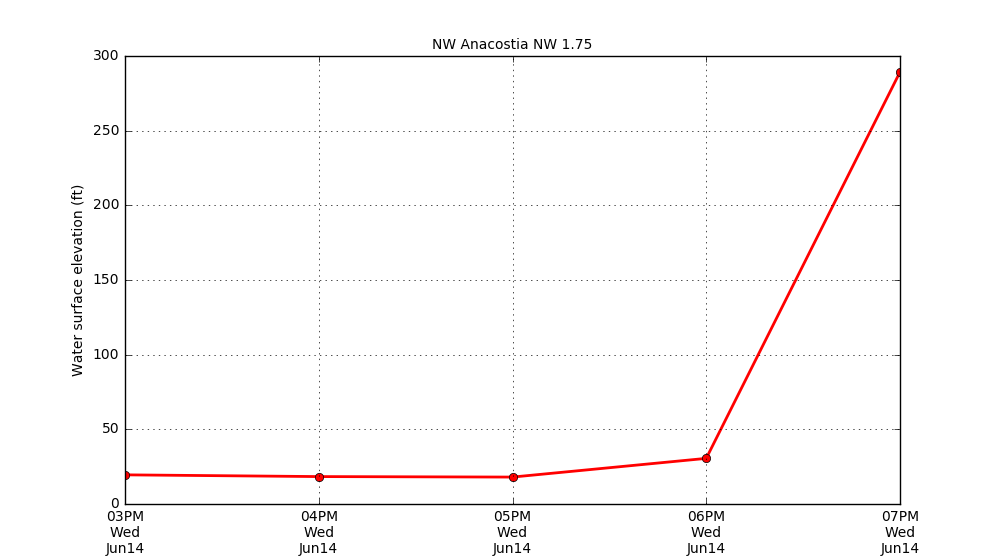 NW Anacostia NW 1.75
Water surface elevation (ft)
300
250
200
150
100
50
0
03PM
Wed
Jun14
04PM
Wed
Jun14
05PM
Wed
Jun14
06PM
Wed
Jun14
07PM
Wed
Jun14